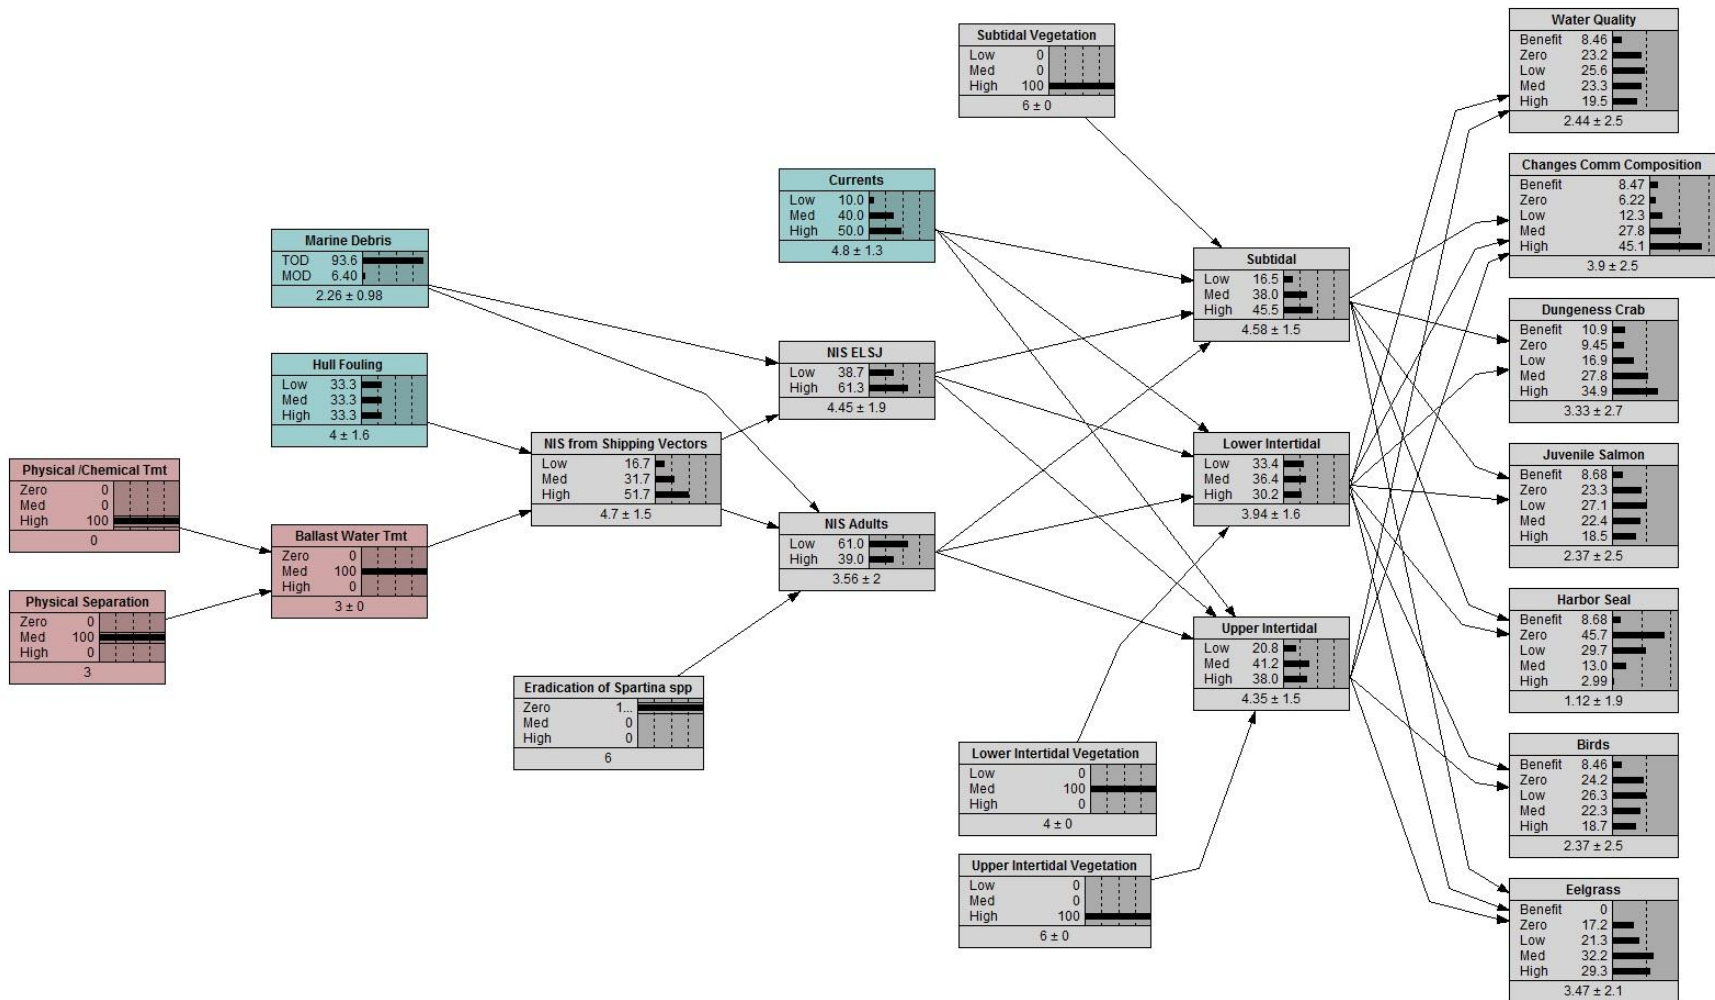 Subtidal Vegetation
Low 0
Med 0
High 100
6 ± 0
Water Quality
Benefit 8.46
Zero 23.2
Low 25.6
Med 23.3
High 19.5
2.44 ± 2.5
Currents
Low 10.0
Med 40.0
High 50.0
4.8 ± 1.3
Changes Comm Composition
Benefit 8.47
Zero 6.22
Low 12.3
Med 27.8
High 45.1
3.9 ± 2.5
Marine Debris
TOD 93.6
MOD 6.40
2.26 ± 0.98
Subtidal
Low 16.5
Med 38.0
High 45.5
4.58 ± 1.5
Dungeness Crab
Benefit 10.9
Zero 9.45
Low 16.9
Med 27.8
High 34.9
3.33 ± 2.7
Hull Fouling
Low 33.3
Med 33.3
High 33.3
4 ± 1.6
NIS ELSJ
Low 38.7
High 61.3
4.45 ± 1.9
NIS from Shipping Vectors
Low 16.7
Med 31.7
High 51.7
4.7 ± 1.5
Lower Intertidal
Low 33.4
Med 36.4
High 30.2
3.94 ± 1.6
Juvenile Salmon
Benefit 8.68
Zero 23.3
Low 27.1
Med 22.4
High 18.5
2.37 ± 2.5
Physical /Chemical Tmt
Zero 0
Med 0
High 100
0
Ballast Water Tmt
Zero 0
Med 100
High 0
3 ± 0
NIS Adults
Low 61.0
High 39.0
3.56 ± 2
Physical Separation
Zero 0
Med 100
High 0
3
Harbor Seal
Benefit 8.68
Zero 45.7
Low 29.7
Med 13.0
High 2.99
1.12 ± 1.9
Upper Intertidal
Low 20.8
Med 41.2
High 38.0
4.35 ± 1.5
Eradication of Spartina spp
Zero 1...
Med 0
High 0
6
Lower Intertidal Vegetation
Low 0
Med 100
High 0
4 ± 0
Birds
Benefit 8.46
Zero 24.2
Low 26.3
Med 22.3
High 18.7
2.37 ± 2.5
Upper Intertidal Vegetation
Low 0
Med 0
High 100
6 ± 0
Eelgrass
Benefit 0
Zero 17.2
Low 21.3
Med 32.2
High 29.3
3.47 ± 2.1